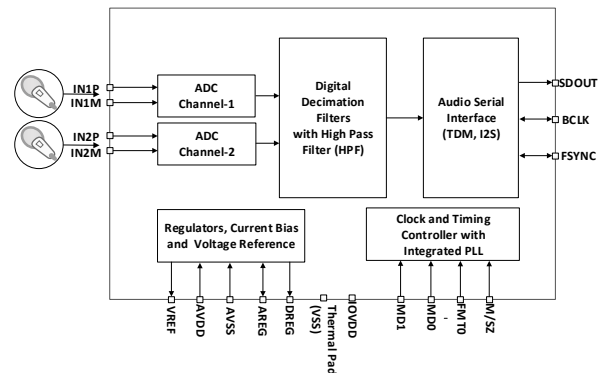 IN1P
IN1M
IN2P
IN2M
ADC
Channel-1
ADC
Channel-2
Digital
Decimation
Filters
with High Pass
Filter (HPF)
Audio Serial
Interface
(TDM, I2S)
SDOUT
BCLK
FSYNC
Regulators, Current Bias
and Voltage Reference
Clock and Timing
Controller with
Integrated PLL
VREF
AVDD
AVSS
AREG
DREG
Thermal Pad
(VSS)
IOVDD
MD1
MD0
-
FMT0
M/SZ